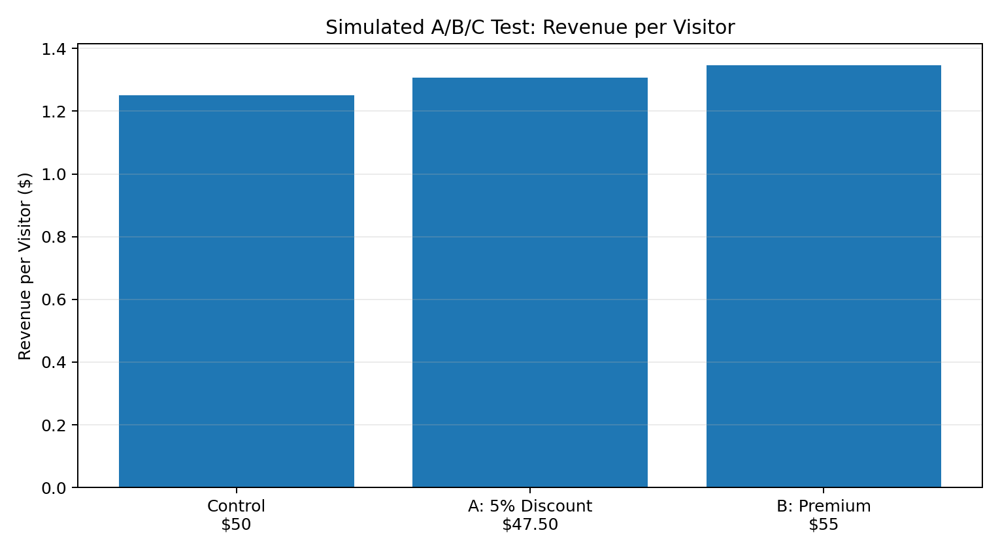 Simulated A/B/C Test: Revenue per Visitor
Revenue per Visitor ($)
1.4
1.2
1.0
0.8
0.6
0.4
0.2
0.0
Control
$50
A: 5% Discount
$47.50
B: Premium
$55